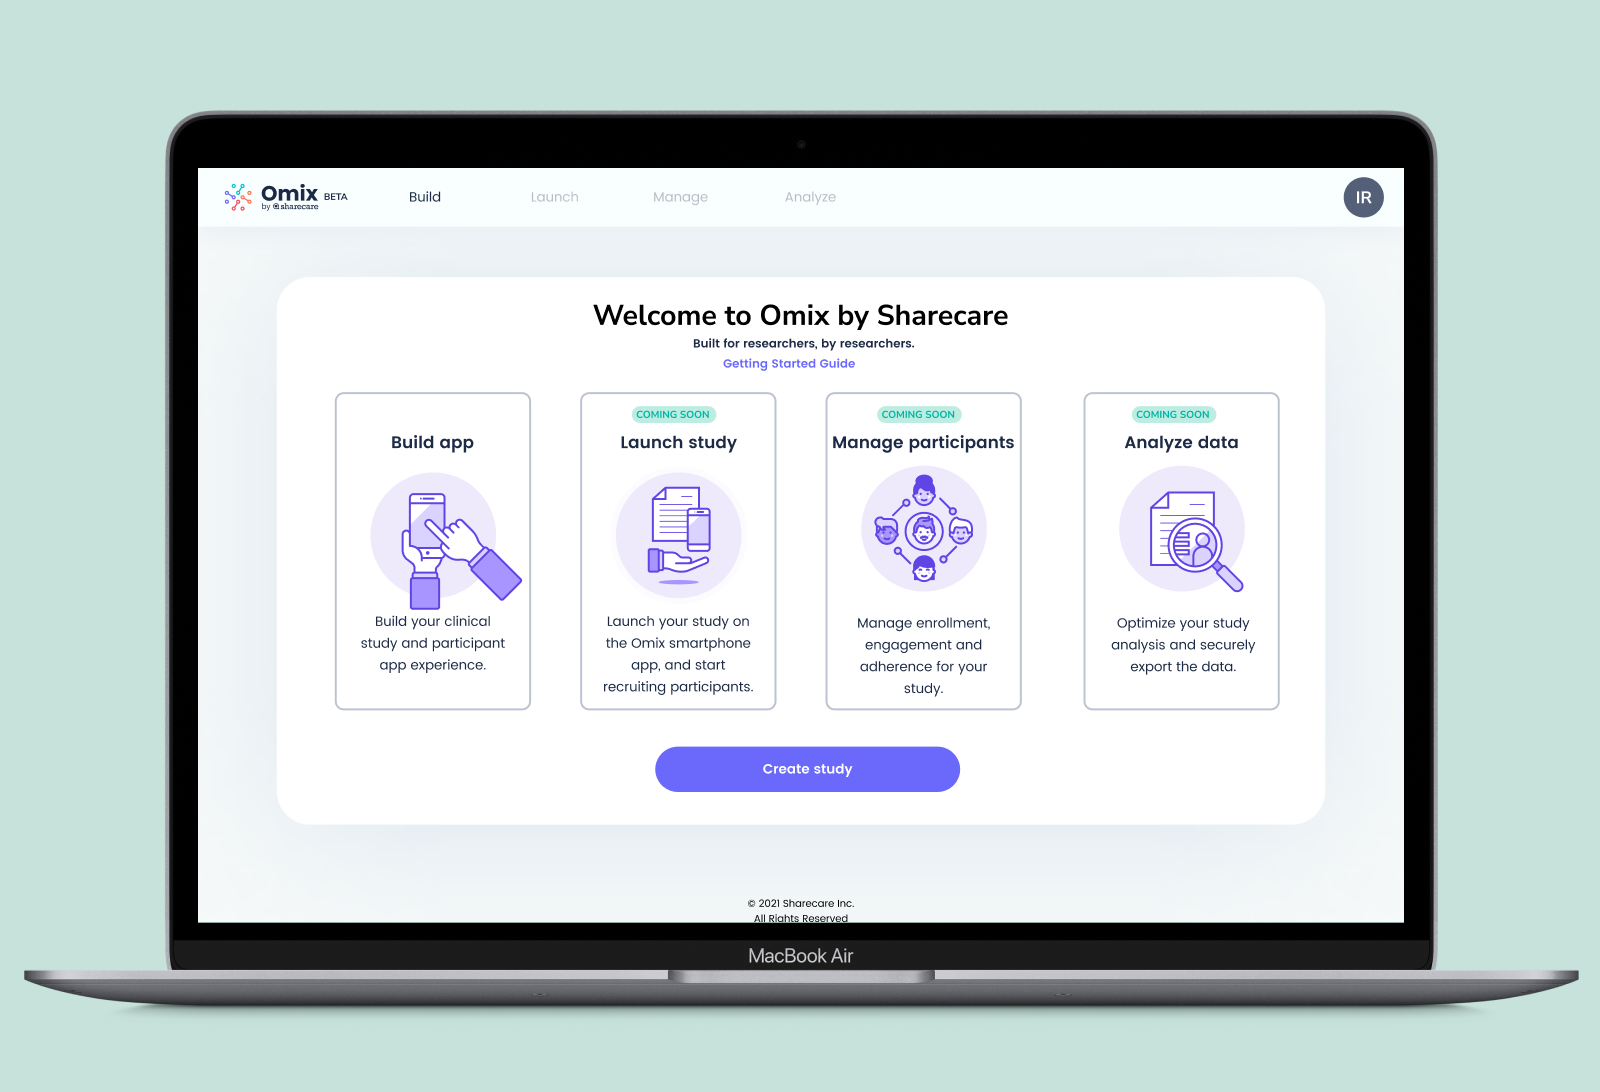 Omix BETA
by sharecare
Build
Launch
Manage
Analyze
IR
Welcome to Omix by Sharecare
Built for researchers, by researchers.
Getting Started Guide
Build app
Build your clinical
study and participant
app experience.
COMING SOON
Launch study
Launch your study on
the Omix smartphone
app, and start
recruiting participants.
COMING SOON
Manage participants
Manage enrollment,
engagement and
adherence for your
study.
COMING SOON
Analyze data
Optimize your study
analysis and securely
export the data.
Create study
© 2021 Sharecare Inc.
All Rights Reserved
MacBook Air